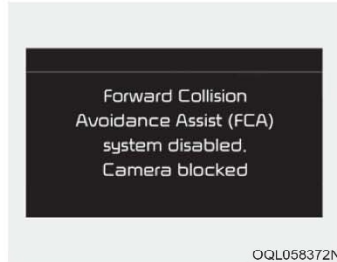 Forward Collision
Avoidance Assist (FCA)
system disabled.
Camera blocked
OQL058372N